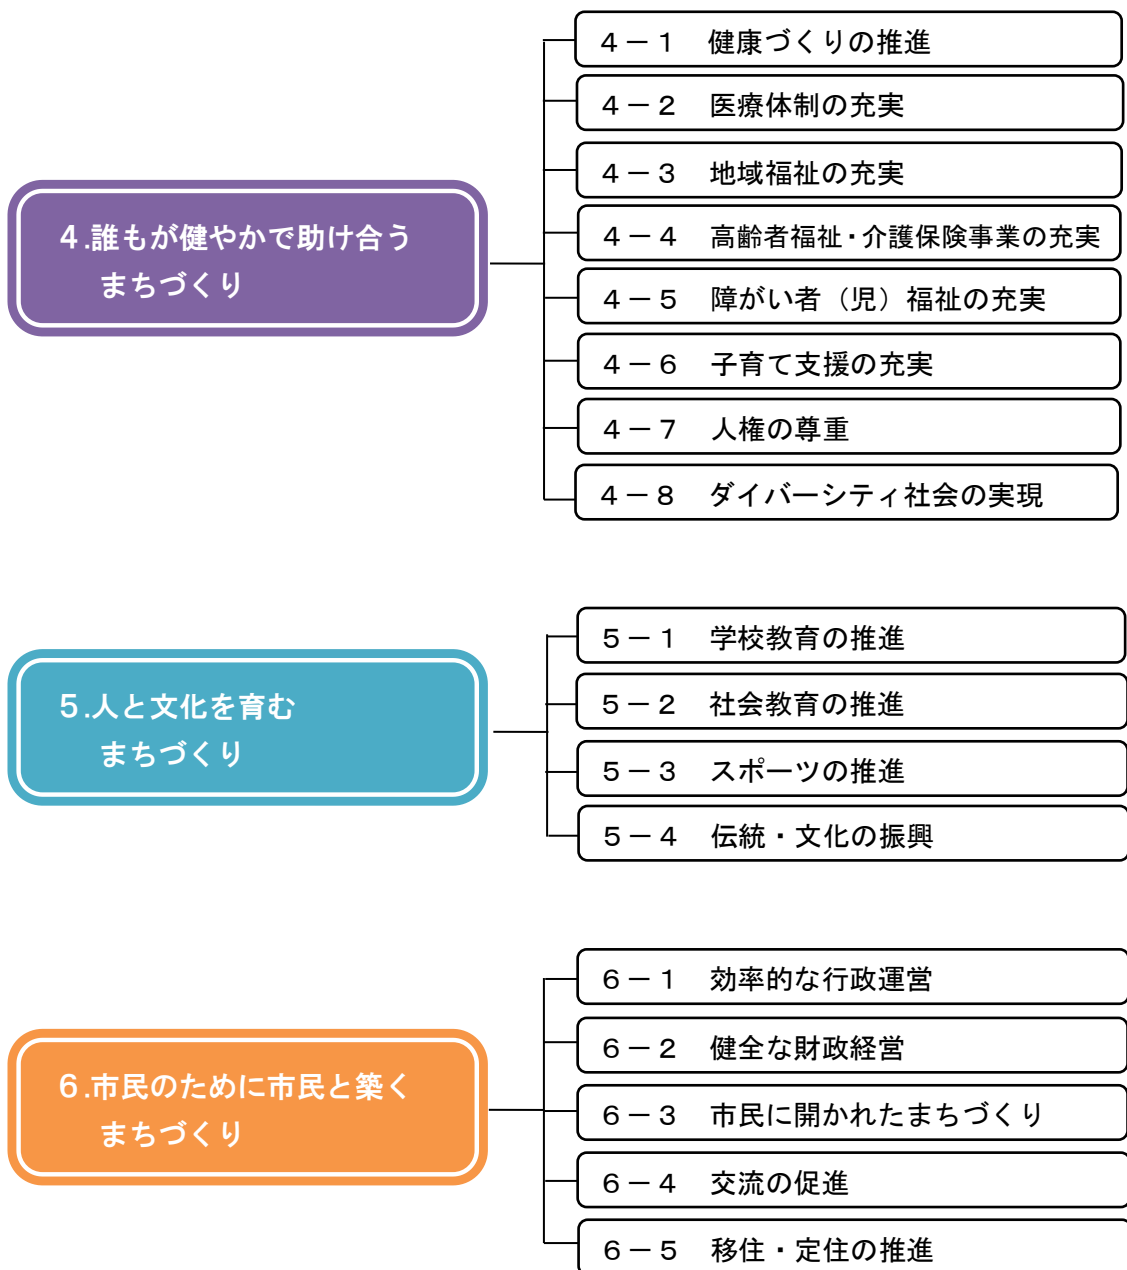 4.誰もが健やかで助け合う
まちづくり
4－1　健康づくりの推進
4－2　医療体制の充実
4－3　地域福祉の充実
4－4　高齢者福祉・介護保険事業の充実
4－5　障がい者（児）福祉の充実
4－6　子育て支援の充実
4－7　人権の尊重
4－8　ダイバーシティ社会の実現
5.人と文化を育む
まちづくり
5－1　学校教育の推進
5－2　社会教育の推進
5－3　スポーツの推進
5－4　伝統・文化の振興
6.市民のために市民と築く
まちづくり
6－1　効率的な行政運営
6－2　健全な財政経営
6－3　市民に開かれたまちづくり
6－4　交流の促進
6－5　移住・定住の推進